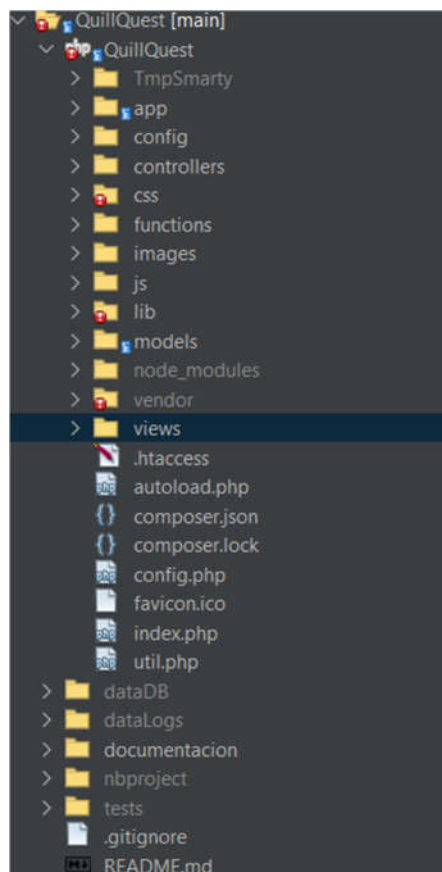 QuillQuest [main]
QuillQuest
TmpSmarty
app
config
controllers
css
functions
images
js
lib
models
node_modules
vendor
views
.htaccess
autoload.php
composer.json
composer.lock
config.php
favicon.ico
index.php
util.php
dataDB
dataLogs
documentacion
nbproject
tests
.gitignore
README.md